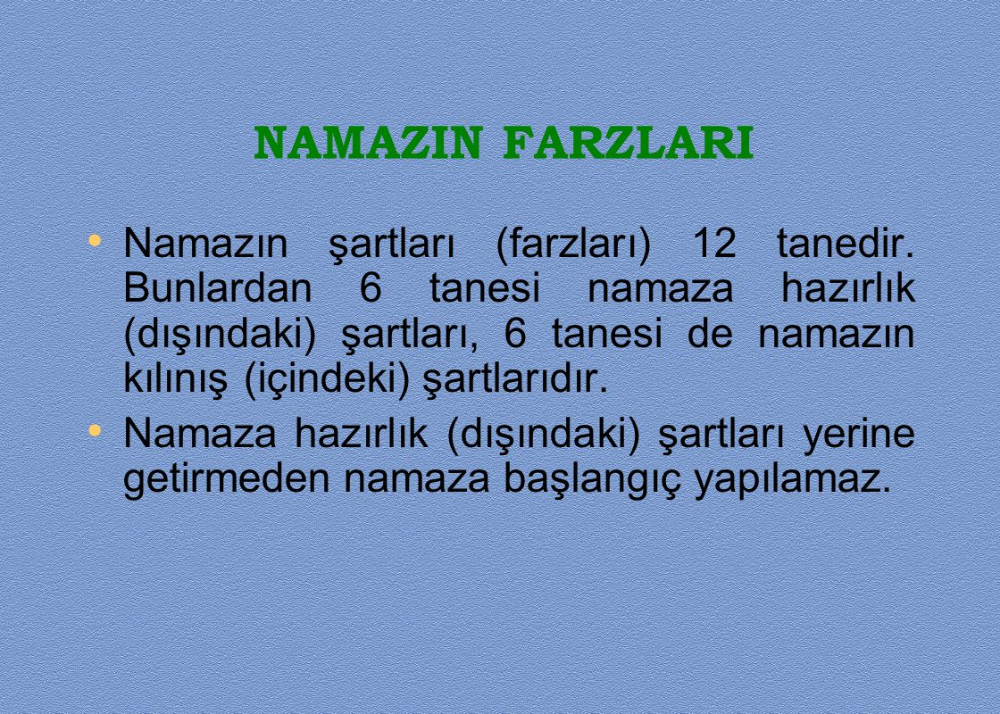 NAMAZIN FARZLARI
• Namazın şartları (farzları) 12 tanedir.
Bunlardan 6 tanesi namaza hazırlık
(dışındaki) şartları, 6 tanesi de namazın
kılınış (içindeki) şartlarıdır.
• Namaza hazırlık (dışındaki) şartları yerine
getirmeden namaza başlangıç yapılamaz.